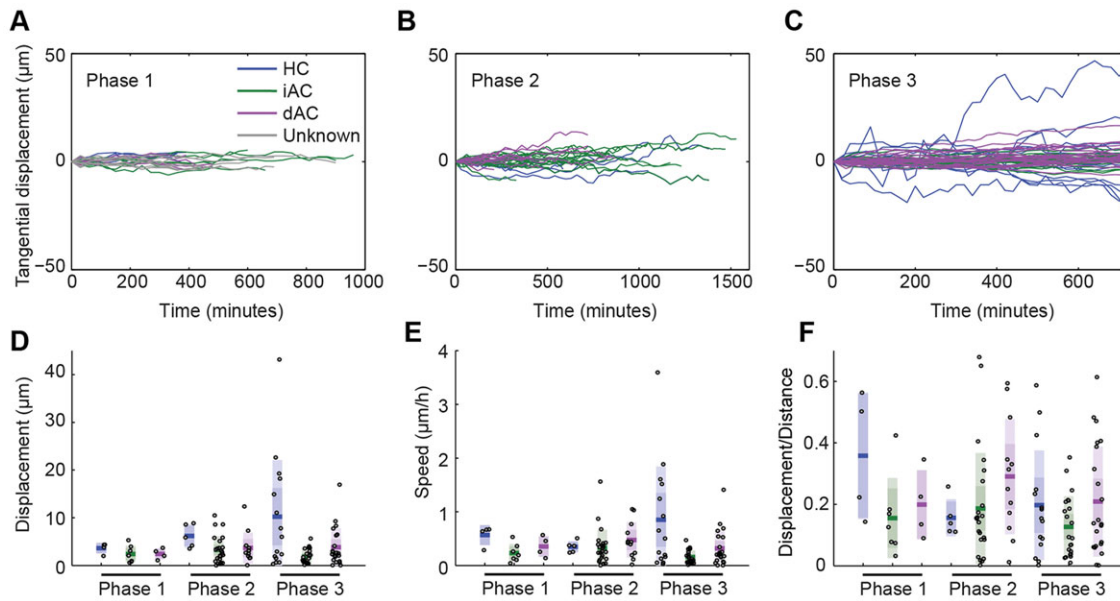 A
B
C
Tangential displacement (µm)
50
0
−50
Phase 1
HC
iAC
dAC
Unknown
0 200 400 600 800 1000
Time (minutes)
50
0
−50
Phase 2
0 500 1000 1500
Time (minutes)
50
0
−50
Phase 3
0 200 400 600
Time (minutes)
D
Displacement (µm)
40
30
20
10
0
Phase 1 Phase 2 Phase 3
E
Speed (µm/h)
4
3
2
1
0
Phase 1 Phase 2 Phase 3
F
Displacement/Distance
0.6
0.4
0.2
0
Phase 1 Phase 2 Phase 3